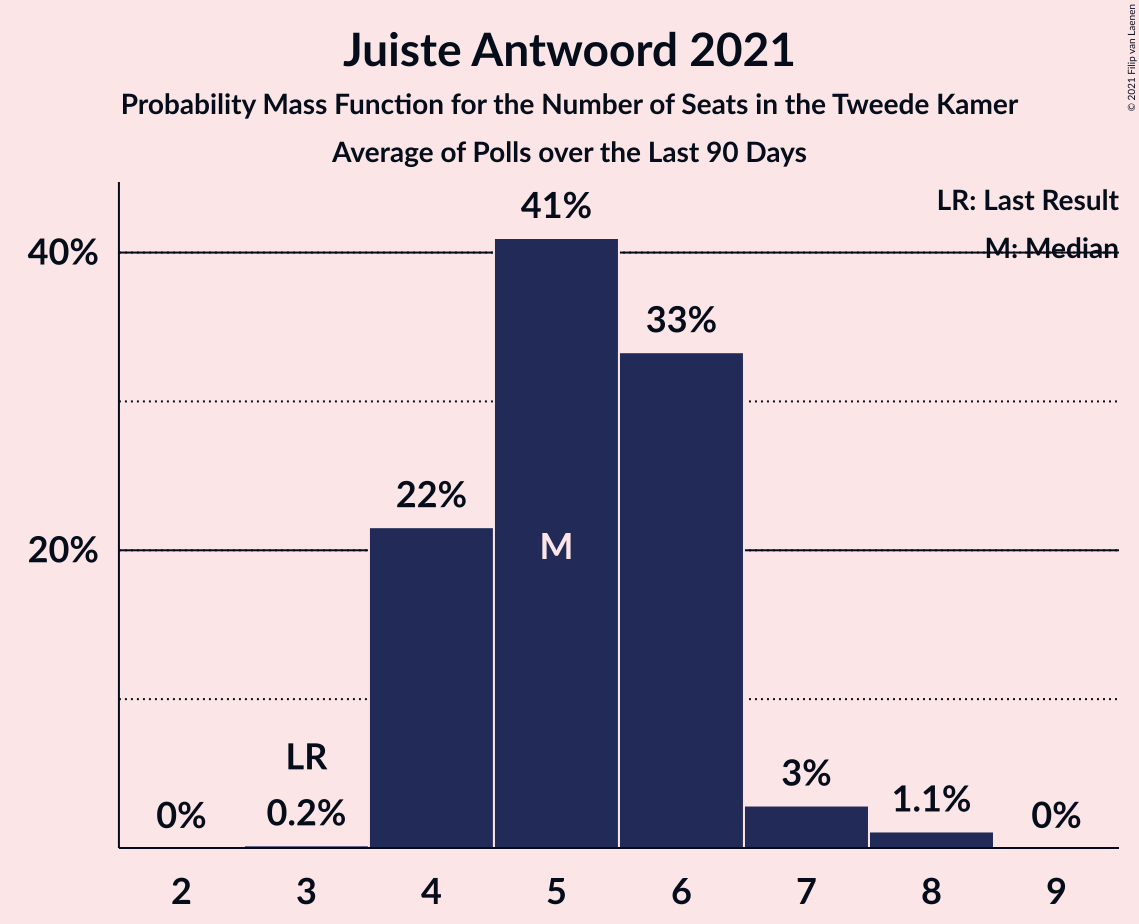 Juiste Antwoord 2021
Probability Mass Function for the Number of Seats in the Tweede Kamer
Average of Polls over the Last 90 Days
© 2021 Filip van Laenen
LR: Last Result
M: Median
40%
20%
0%
LR
0.2%
22%
41%
M
33%
3%
1.1%
0%
2 3 4 5 6 7 8 9